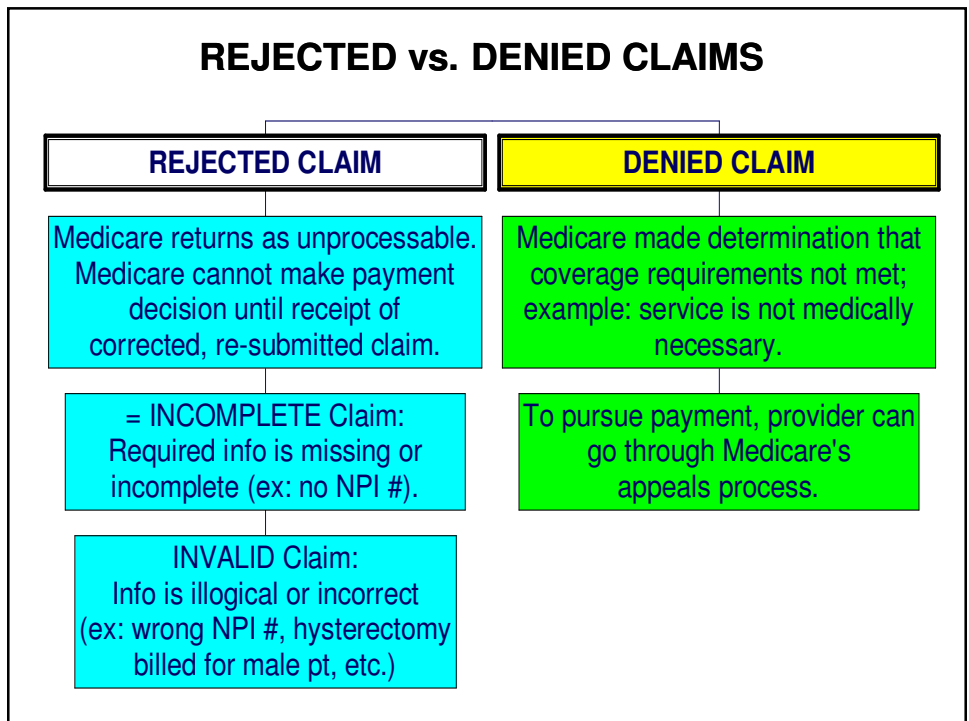 REJECTED vs. DENIED CLAIMS
REJECTED CLAIM
Medicare returns as unprocessable.
Medicare cannot make payment
decision until receipt of
corrected, re-submitted claim.
= INCOMPLETE Claim:
Required info is missing or
incomplete (ex: no NPI #).
INVALID Claim:
Info is illogical or incorrect
(ex: wrong NPI #, hysterectomy
billed for male pt, etc.)
DENIED CLAIM
Medicare made determination that
coverage requirements not met;
example: service is not medically
necessary.
To pursue payment, provider can
go through Medicare's
appeals process.